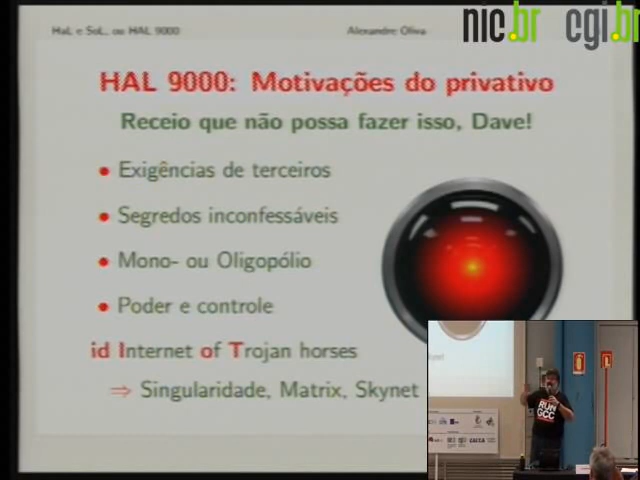 HaL e SoL, ou HAL 9000
Alexandre Oliva
nic.br cgi.br
HAL 9000: Motivações do privativo
Receio que não possa fazer isso, Dave!
Exigências de terceiros
Segredos inconfessáveis
Mono- ou Oligopólio
Poder e controle
id Internet of Trojan horses
⇒ Singularidade, Matrix, Skynet
RUN
GCC